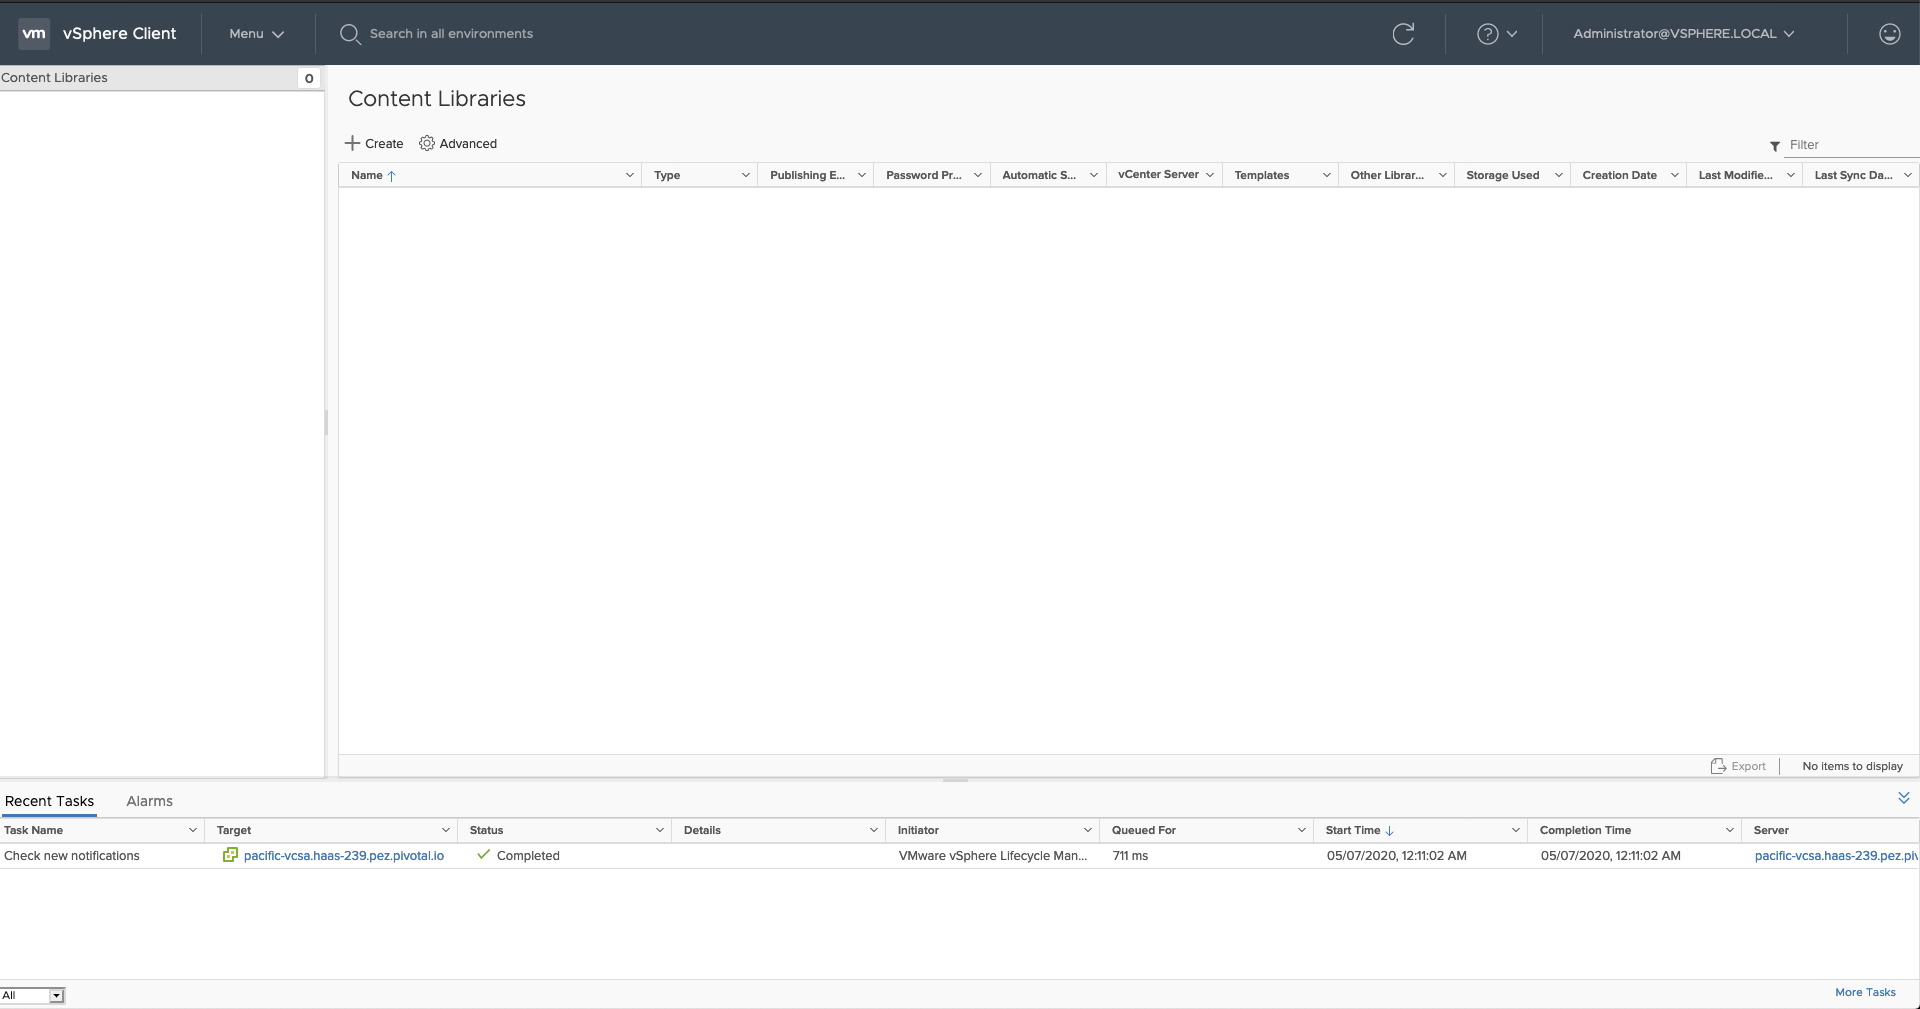 vm vSphere Client Menu Search in all environments Administrator@VSPHERE.LOCAL
Content Libraries 0
Content Libraries
Create Advanced
Filter
Name Type Publishing E... Password Pr... Automatic S... vCenter Server Templates Other Librar... Storage Used Creation Date Last Modifie... Last Sync Da...
Export No items to display
Recent Tasks Alarms
Task Name Target Status Details Initiator Queued For Start Time Completion Time Server
Check new notifications pacific-vcsa.haas-239.pez.pivotal.io Completed VMware vSphere Lifecycle Man... 711 ms 05/07/2020, 12:11:02 AM 05/07/2020, 12:11:02 AM pacific-vcsa.haas-239.pez.piv
All More Tasks